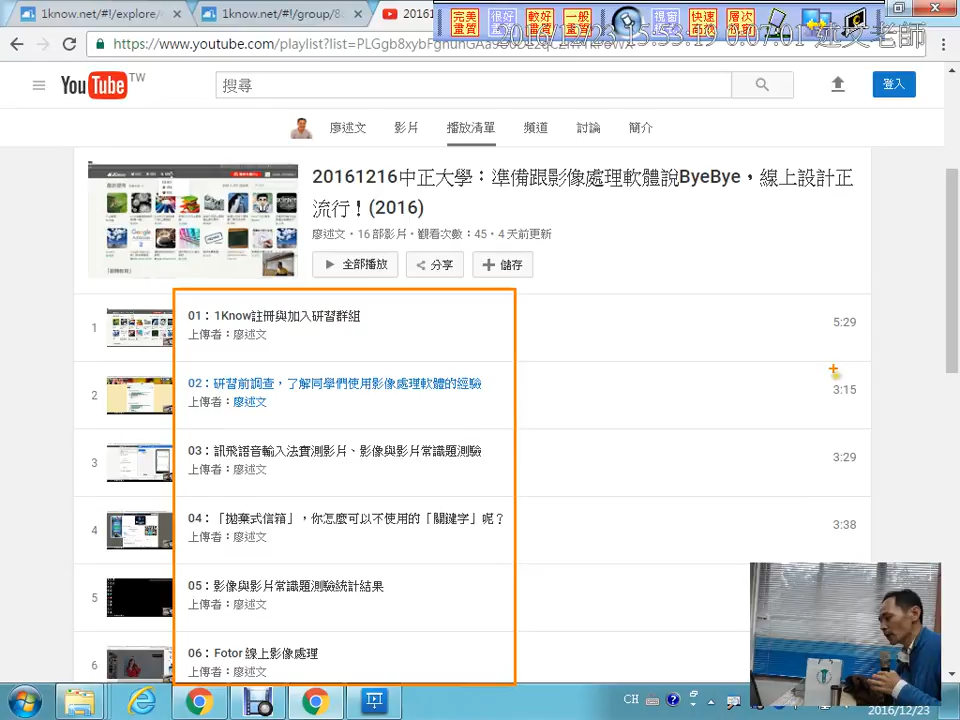 1know.net/#!/explore/
1know.net/#!/group/8
20161
完美畫質
很好畫質
較好畫質
一般畫質
視窗
快速
層次
2016/12/23 15:53:19 0:07:01 述文老師
https://www.youtube.com/playlist?list=PLGgb8xybF
YouTube TW
搜尋
登入
廖述文 影片 播放清單 頻道 討論 簡介
20161216中正大學：準備跟影像處理軟體說ByeBye，線上設計正
流行！(2016)
廖述文・16 部影片・觀看次數：45・4 天前更新
全部播放 分享 儲存
1 01：1Know註冊與加入研習群組 5:29
上傳者：廖述文
2 02：研習前調查，了解同學們使用影像處理軟體的經驗 3:15
上傳者：廖述文
3 03：訊飛語音輸入法實測影片、影像與影片常識題測驗 3:29
上傳者：廖述文
4 04：「拋棄式信箱」，你怎麼可以不使用的「關鍵字」呢？ 3:38
上傳者：廖述文
5 05：影像與影片常識題測驗統計結果
上傳者：廖述文
6 06：Fotor 線上影像處理
上傳者：廖述文
CH
2016/12/23